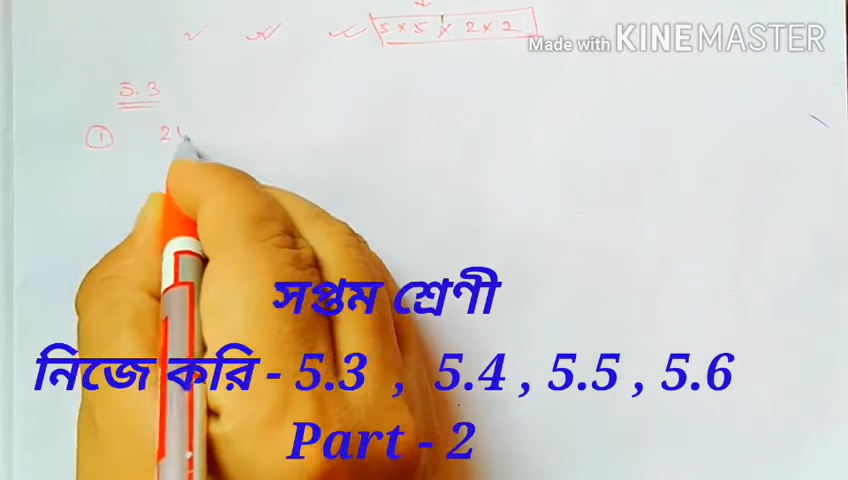 5 × 5 × 2 × 2
Made with KINEMASTER
5.3
1 2
সপ্তম শ্রেণী
নিজে করি - 5.3 , 5.4 , 5.5 , 5.6
Part - 2